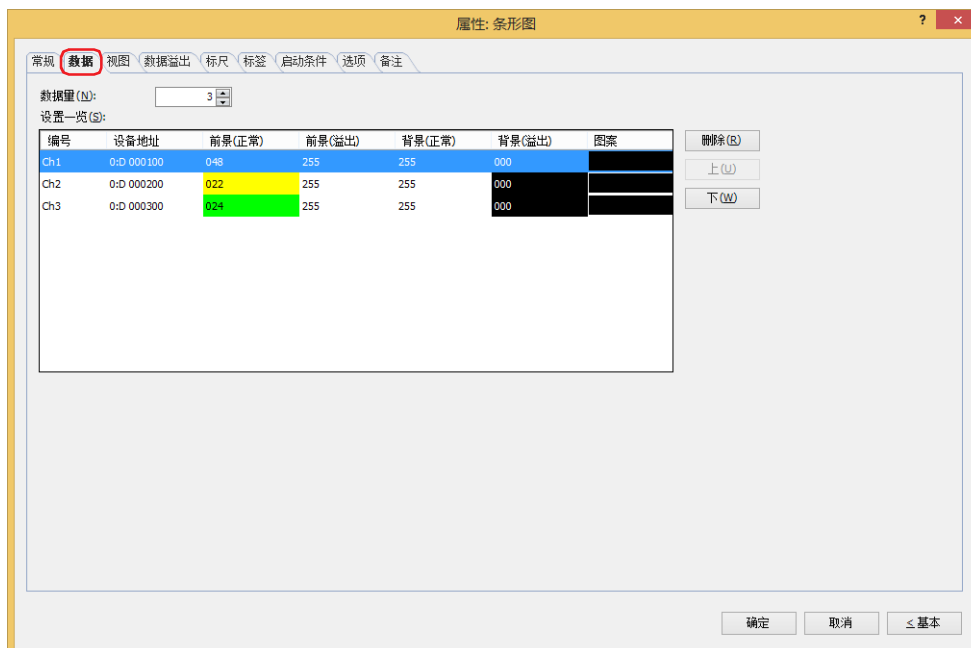 属性: 条形图
?
×
常规 数据 视图 数据溢出 标尺 标签 启动条件 选项 备注
数据量(N): 3
设置一览(S):
编号 设备地址 前景(正常) 前景(溢出) 背景(正常) 背景(溢出) 图案
Ch1 0:D 000100 048 255 255 000
Ch2 0:D 000200 022 255 255 000
Ch3 0:D 000300 024 255 255 000
删除(R)
上(U)
下(W)
确定 取消 ≤基本